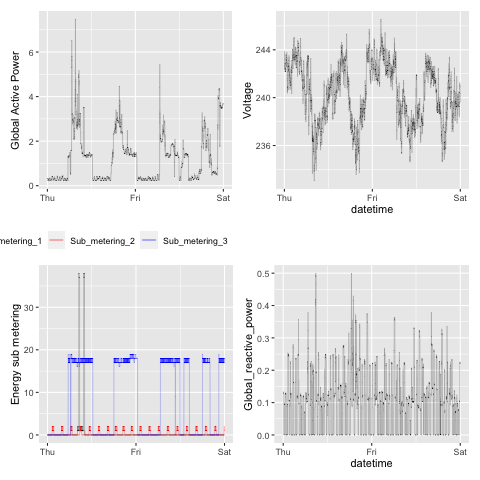 Global Active Power
6
4
2
0
Thu Fri Sat
Voltage
244
240
236
Thu Fri Sat
datetime
metering_1 Sub_metering_2 Sub_metering_3
Energy sub metering
30
20
10
0
Thu Fri Sat
Global_reactive_power
0.5
0.4
0.3
0.2
0.1
0.0
Thu Fri Sat
datetime